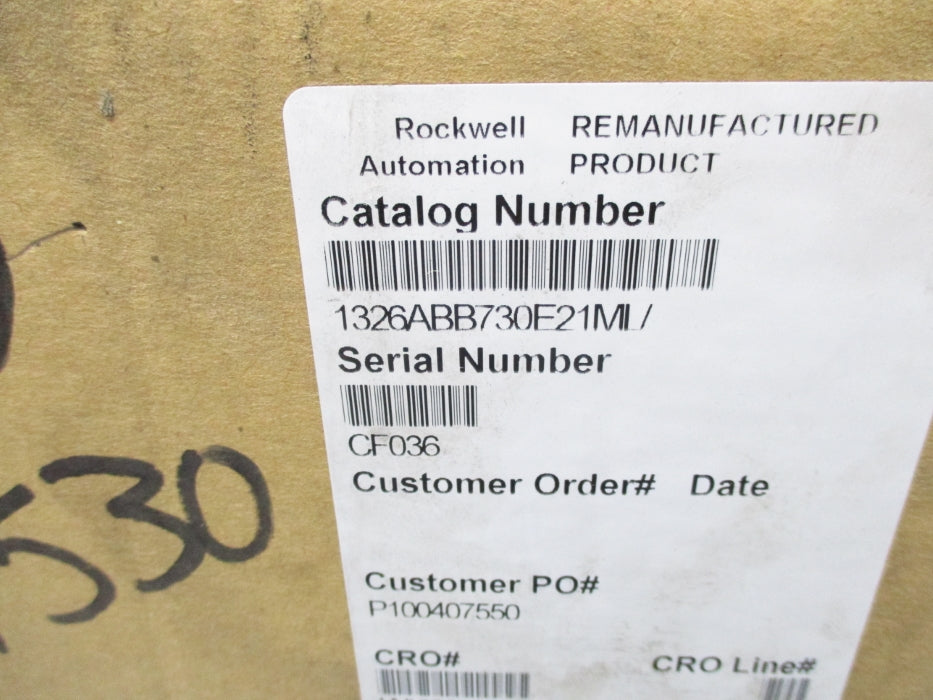 Rockwell REMANUFACTURED
Automation PRODUCT
Catalog Number
1326ABB730E21ML/
Serial Number
CF036
Customer Order# Date
Customer PO#
P100407550
CRO# CRO Line#
530